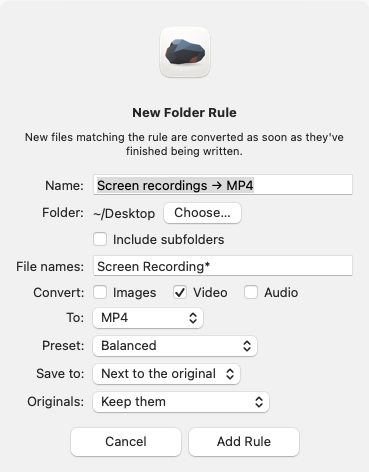 New Folder Rule
New files matching the rule are converted as soon as they've
finished being written.
Name: Screen recordings → MP4
Folder: ~/Desktop Choose...
Include subfolders
File names: Screen Recording*
Convert: Images Video Audio
To: MP4
Preset: Balanced
Save to: Next to the original
Originals: Keep them
Cancel Add Rule